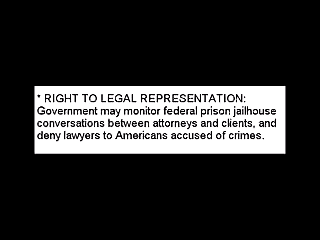 * RIGHT TO LEGAL REPRESENTATION:
Government may monitor federal prison jailhouse
conversations between attorneys and clients, and
deny lawyers to Americans accused of crimes.